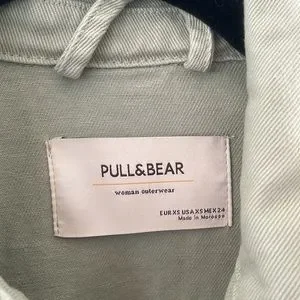 PULL&BEAR
woman outerwear
EUR XS USA XS MEX 24
Made in Morocco